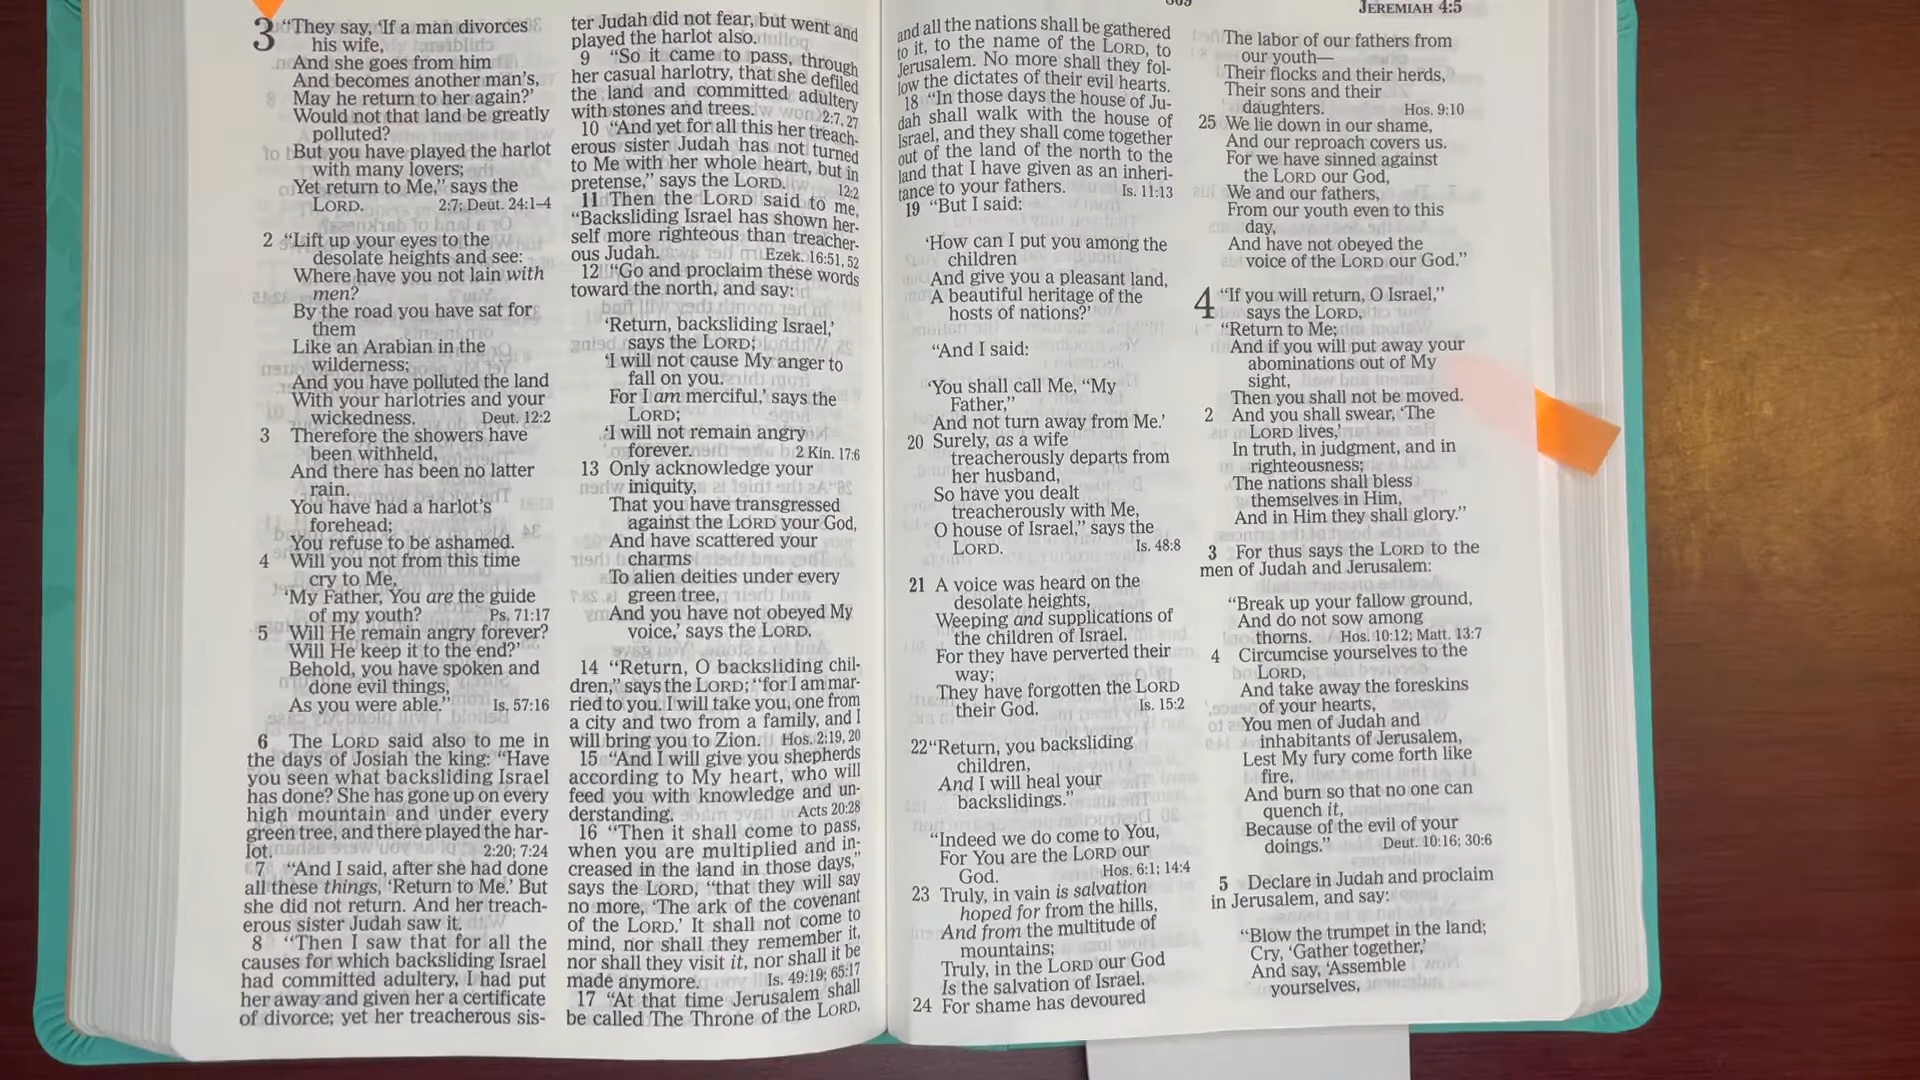 JEREMIAH 4:5
3 “They say, ‘If a man divorces
his wife,
And she goes from him
And becomes another man’s,
May he return to her again?’
Would not that land be greatly
polluted?
But you have played the harlot
with many lovers;
Yet return to Me,” says the
LORD. 2:7; Deut. 24:1–4
2 “Lift up your eyes to the
desolate heights and see:
Where have you not lain with
men?
By the road you have sat for
them
Like an Arabian in the
wilderness;
And you have polluted the land
With your harlotries and your
wickedness. Deut. 12:2
3 Therefore the showers have
been withheld,
And there has been no latter
rain.
You have had a harlot’s
forehead;
You refuse to be ashamed.
4 Will you not from this time
cry to Me,
‘My Father, You are the guide
of my youth? Ps. 71:17
5 Will He remain angry forever?
Will He keep it to the end?’
Behold, you have spoken and
done evil things,
As you were able.” Is. 57:16
6 The LORD said also to me in
the days of Josiah the king: “Have
you seen what backsliding Israel
has done? She has gone up on every
high mountain and under every
green tree, and there played the har-
lot. 2:20; 7:24
7 “And I said, after she had done
all these things, ‘Return to Me.’ But
she did not return. And her treach-
erous sister Judah saw it.
8 “Then I saw that for all the
causes for which backsliding Israel
had committed adultery, I had put
her away and given her a certificate
of divorce; yet her treacherous sis-
ter Judah did not fear, but went and
played the harlot also.
9 “So it came to pass, through
her casual harlotry, that she defiled
the land and committed adultery
with stones and trees. 2:7, 27
10 “And yet for all this her treach-
erous sister Judah has not turned
to Me with her whole heart, but in
pretense,” says the LORD. 12:2
11 Then the LORD said to me,
“Backsliding Israel has shown her-
self more righteous than treacher-
ous Judah. Ezek. 16:51, 52
12 “Go and proclaim these words
toward the north, and say:
‘Return, backsliding Israel,’
says the LORD;
‘I will not cause My anger to
fall on you.
For I am merciful,’ says the
LORD;
‘I will not remain angry
forever. 2 Kin. 17:6
13 Only acknowledge your
iniquity,
That you have transgressed
against the LORD your God,
And have scattered your
charms
To alien deities under every
green tree,
And you have not obeyed My
voice,’ says the LORD.
14 “Return, O backsliding chil-
dren,” says the LORD; “for I am mar-
ried to you. I will take you, one from
a city and two from a family, and I
will bring you to Zion. Hos. 2:19, 20
15 “And I will give you shepherds
according to My heart, who will
feed you with knowledge and un-
derstanding. Acts 20:28
16 “Then it shall come to pass,
when you are multiplied and in-
creased in the land in those days,”
says the LORD, “that they will say
no more, ‘The ark of the covenant
of the LORD.’ It shall not come to
mind, nor shall they remember it,
nor shall they visit it, nor shall it be
made anymore. Is. 49:19; 65:17
17 “At that time Jerusalem shall
be called The Throne of the LORD,
and all the nations shall be gathered
to it, to the name of the LORD, to
Jerusalem. No more shall they fol-
low the dictates of their evil hearts.
18 “In those days the house of Ju-
dah shall walk with the house of
Israel, and they shall come together
out of the land of the north to the
land that I have given as an inheri-
tance to your fathers. Is. 11:13
19 “But I said:
‘How can I put you among the
children
And give you a pleasant land,
A beautiful heritage of the
hosts of nations?’
“And I said:
‘You shall call Me, “My
Father,”
And not turn away from Me.’
20 Surely, as a wife
treacherously departs from
her husband,
So have you dealt
treacherously with Me,
O house of Israel,” says the
LORD. Is. 48:8
21 A voice was heard on the
desolate heights,
Weeping and supplications of
the children of Israel.
For they have perverted their
way;
They have forgotten the LORD
their God. Is. 15:2
22 “Return, you backsliding
children,
And I will heal your
backslidings.”
“Indeed we do come to You,
For You are the LORD our
God. Hos. 6:1; 14:4
23 Truly, in vain is salvation
hoped for from the hills,
And from the multitude of
mountains;
Truly, in the LORD our God
Is the salvation of Israel.
24 For shame has devoured
The labor of our fathers from
our youth—
Their flocks and their herds,
Their sons and their
daughters. Hos. 9:10
25 We lie down in our shame,
And our reproach covers us.
For we have sinned against
the LORD our God,
We and our fathers,
From our youth even to this
day,
And have not obeyed the
voice of the LORD our God.”
4 “If you will return, O Israel,”
says the LORD,
“Return to Me;
And if you will put away your
abominations out of My
sight,
Then you shall not be moved.
2 And you shall swear, ‘The
LORD lives,’
In truth, in judgment, and in
righteousness;
The nations shall bless
themselves in Him,
And in Him they shall glory.”
3 For thus says the LORD to the
men of Judah and Jerusalem:
“Break up your fallow ground,
And do not sow among
thorns. Hos. 10:12; Matt. 13:7
4 Circumcise yourselves to the
LORD,
And take away the foreskins
of your hearts,
You men of Judah and
inhabitants of Jerusalem,
Lest My fury come forth like
fire,
And burn so that no one can
quench it,
Because of the evil of your
doings.” Deut. 10:16; 30:6
5 Declare in Judah and proclaim
in Jerusalem, and say:
“Blow the trumpet in the land;
Cry, ‘Gather together,’
And say, ‘Assemble
yourselves,